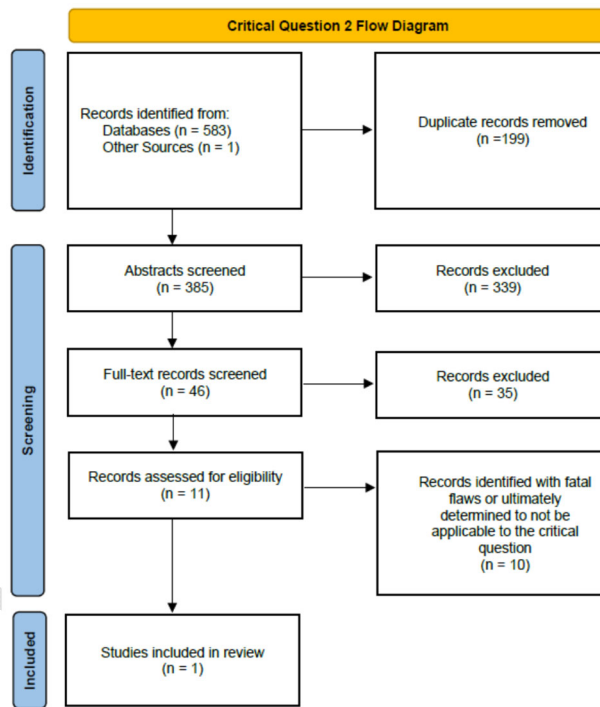 Critical Question 2 Flow Diagram
Identification
Records identified from:
Databases (n = 583)
Other Sources (n = 1)
Duplicate records removed
(n =199)
Screening
Abstracts screened
(n = 385)
Records excluded
(n = 339)
Full-text records screened
(n = 46)
Records excluded
(n = 35)
Records assessed for eligibility
(n = 11)
Records identified with fatal
flaws or ultimately
determined to not be
applicable to the critical
question
(n = 10)
Included
Studies included in review
(n = 1)